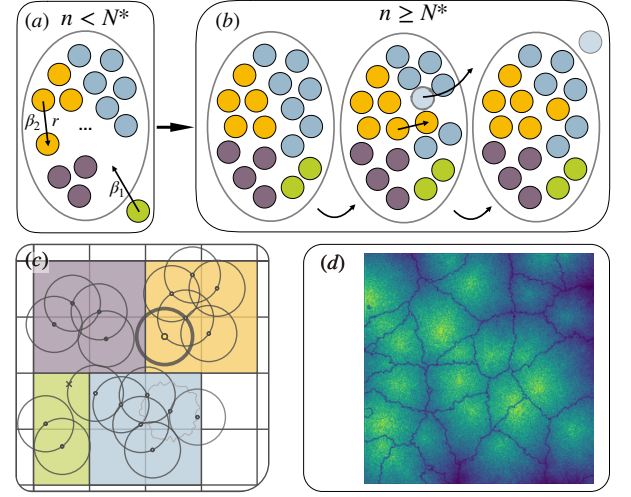 (a) n < N*
β₂ r
...
β₁
(b) n ≥ N*
(c)
(d)